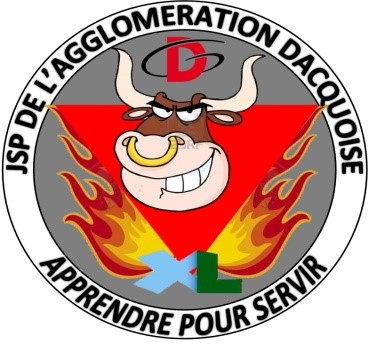 JSP DE L'AGGLOMERATION DACQUOISE
XL
APPRENDRE POUR SERVIR